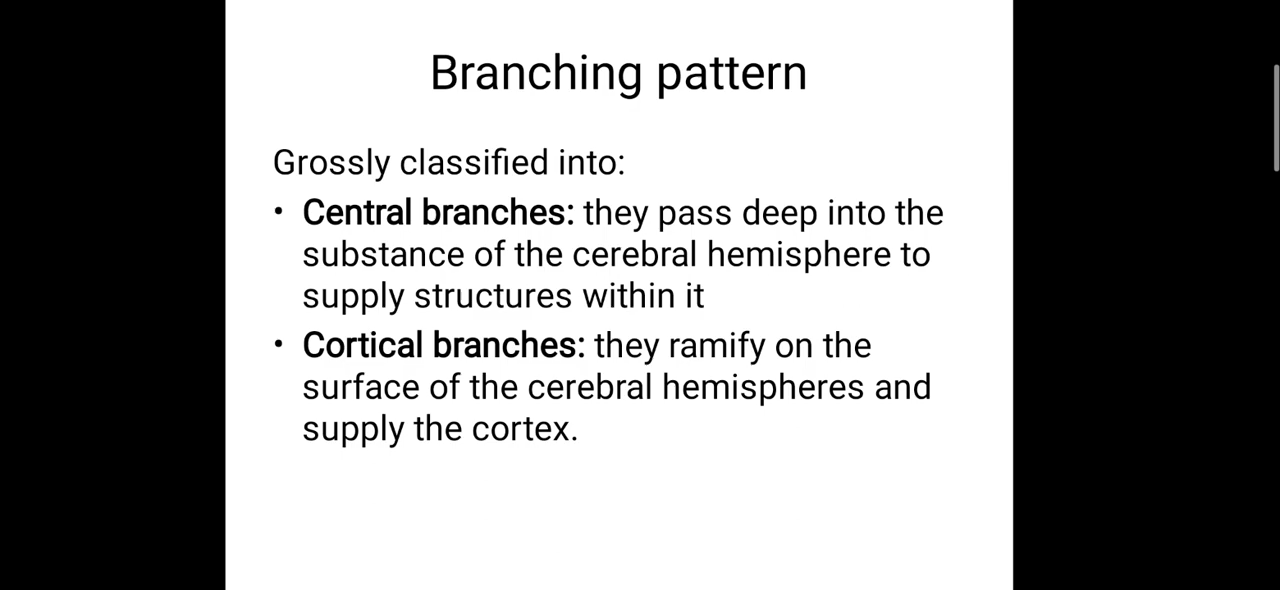 Branching pattern
Grossly classified into:
• Central branches: they pass deep into the
substance of the cerebral hemisphere to
supply structures within it
• Cortical branches: they ramify on the
surface of the cerebral hemispheres and
supply the cortex.